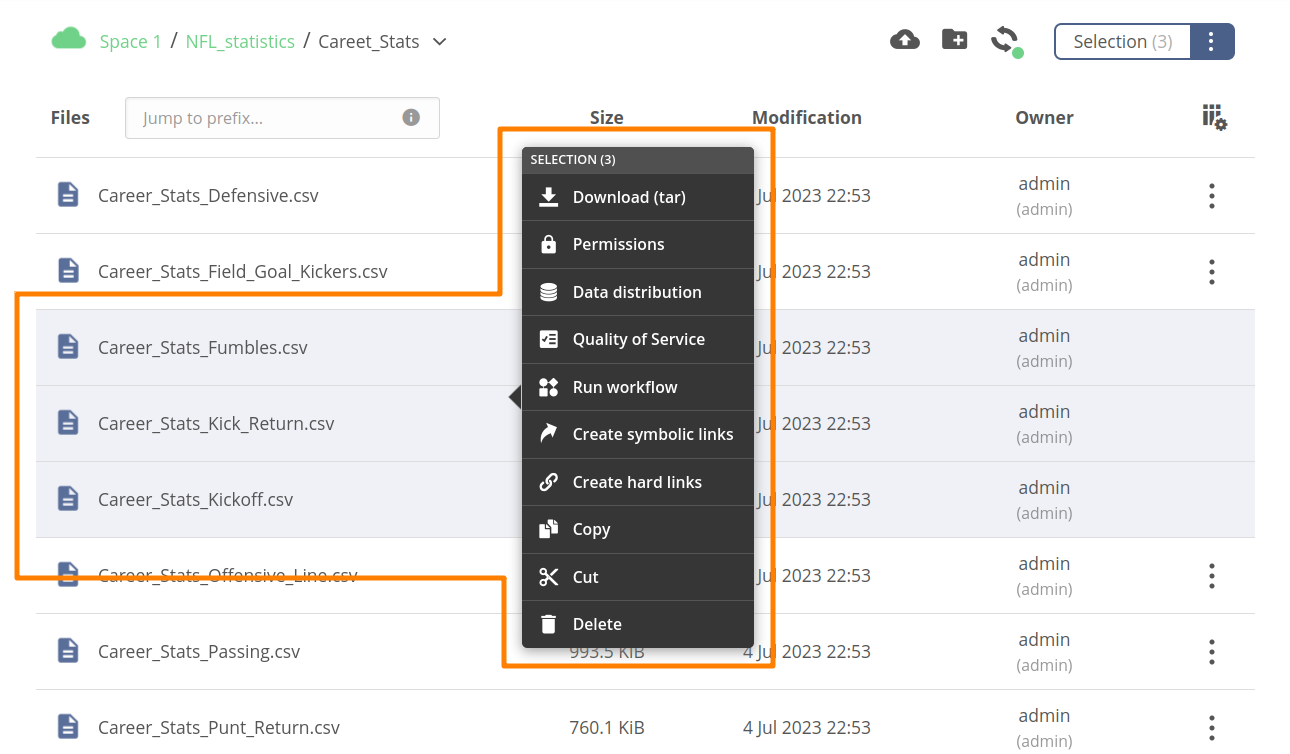 Space 1 / NFL_statistics / Careet_Stats
Selection (3)
Files
Jump to prefix...
Size
Modification
Owner
SELECTION (3)
Download (tar)
Permissions
Data distribution
Quality of Service
Run workflow
Create symbolic links
Create hard links
Copy
Cut
Delete
Career_Stats_Defensive.csv
Jul 2023 22:53
admin
(admin)
Career_Stats_Field_Goal_Kickers.csv
Jul 2023 22:53
admin
(admin)
Career_Stats_Fumbles.csv
Jul 2023 22:53
admin
(admin)
Career_Stats_Kick_Return.csv
Jul 2023 22:53
admin
(admin)
Career_Stats_Kickoff.csv
Jul 2023 22:53
admin
(admin)
Career_Stats_Offensive_Line.csv
Jul 2023 22:53
admin
(admin)
Career_Stats_Passing.csv
993.5 KiB
4 Jul 2023 22:53
admin
(admin)
Career_Stats_Punt_Return.csv
760.1 KiB
4 Jul 2023 22:53
admin
(admin)